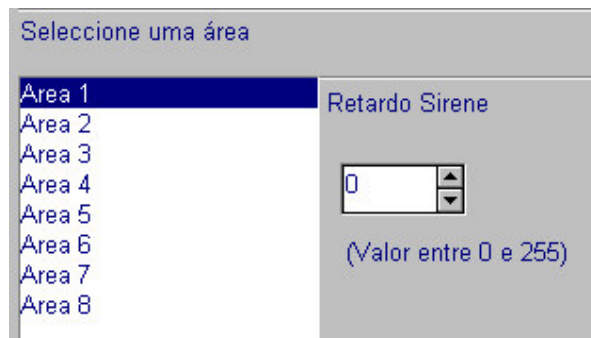 Seleccione uma área
Area 1
Area 2
Area 3
Area 4
Area 5
Area 6
Area 7
Area 8
Retardo Sirene
0
(Valor entre 0 e 255)